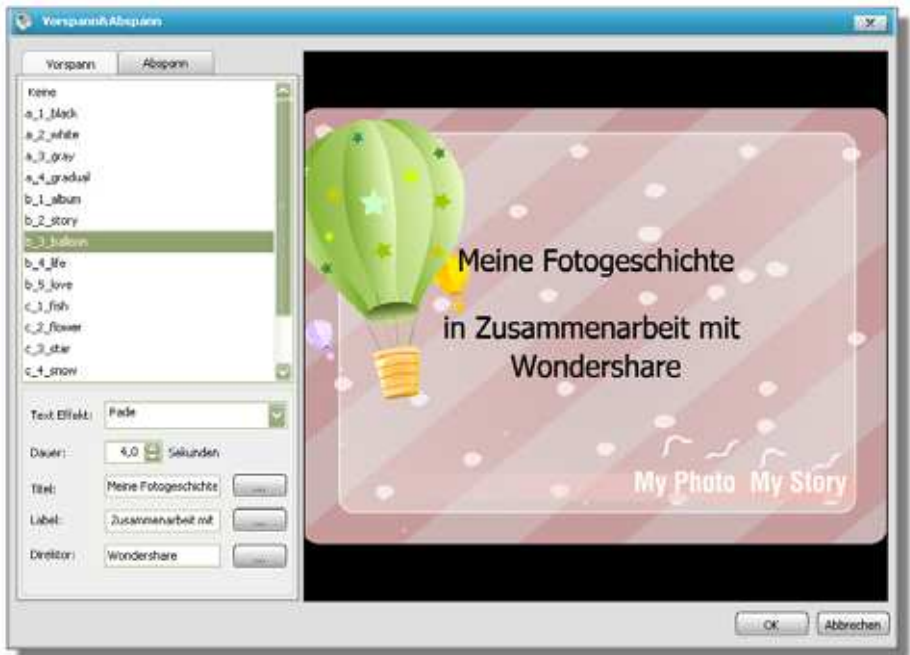 Vorspann&Abspann
Vorspann Abspann
Keine
a_1_black
a_2_white
a_3_gray
a_4_gradual
b_1_album
b_2_story
b_3_balloon
b_4_life
b_5_love
c_1_fish
c_2_flower
c_3_star
c_4_snow
Text Effekt: Fade
Dauer: 4,0 Sekunden
Titel: Meine Fotogeschichte ...
Label: Zusammenarbeit mit ...
Direktor: Wondershare ...
Meine Fotogeschichte
in Zusammenarbeit mit
Wondershare
My Photo My Story
OK Abbrechen